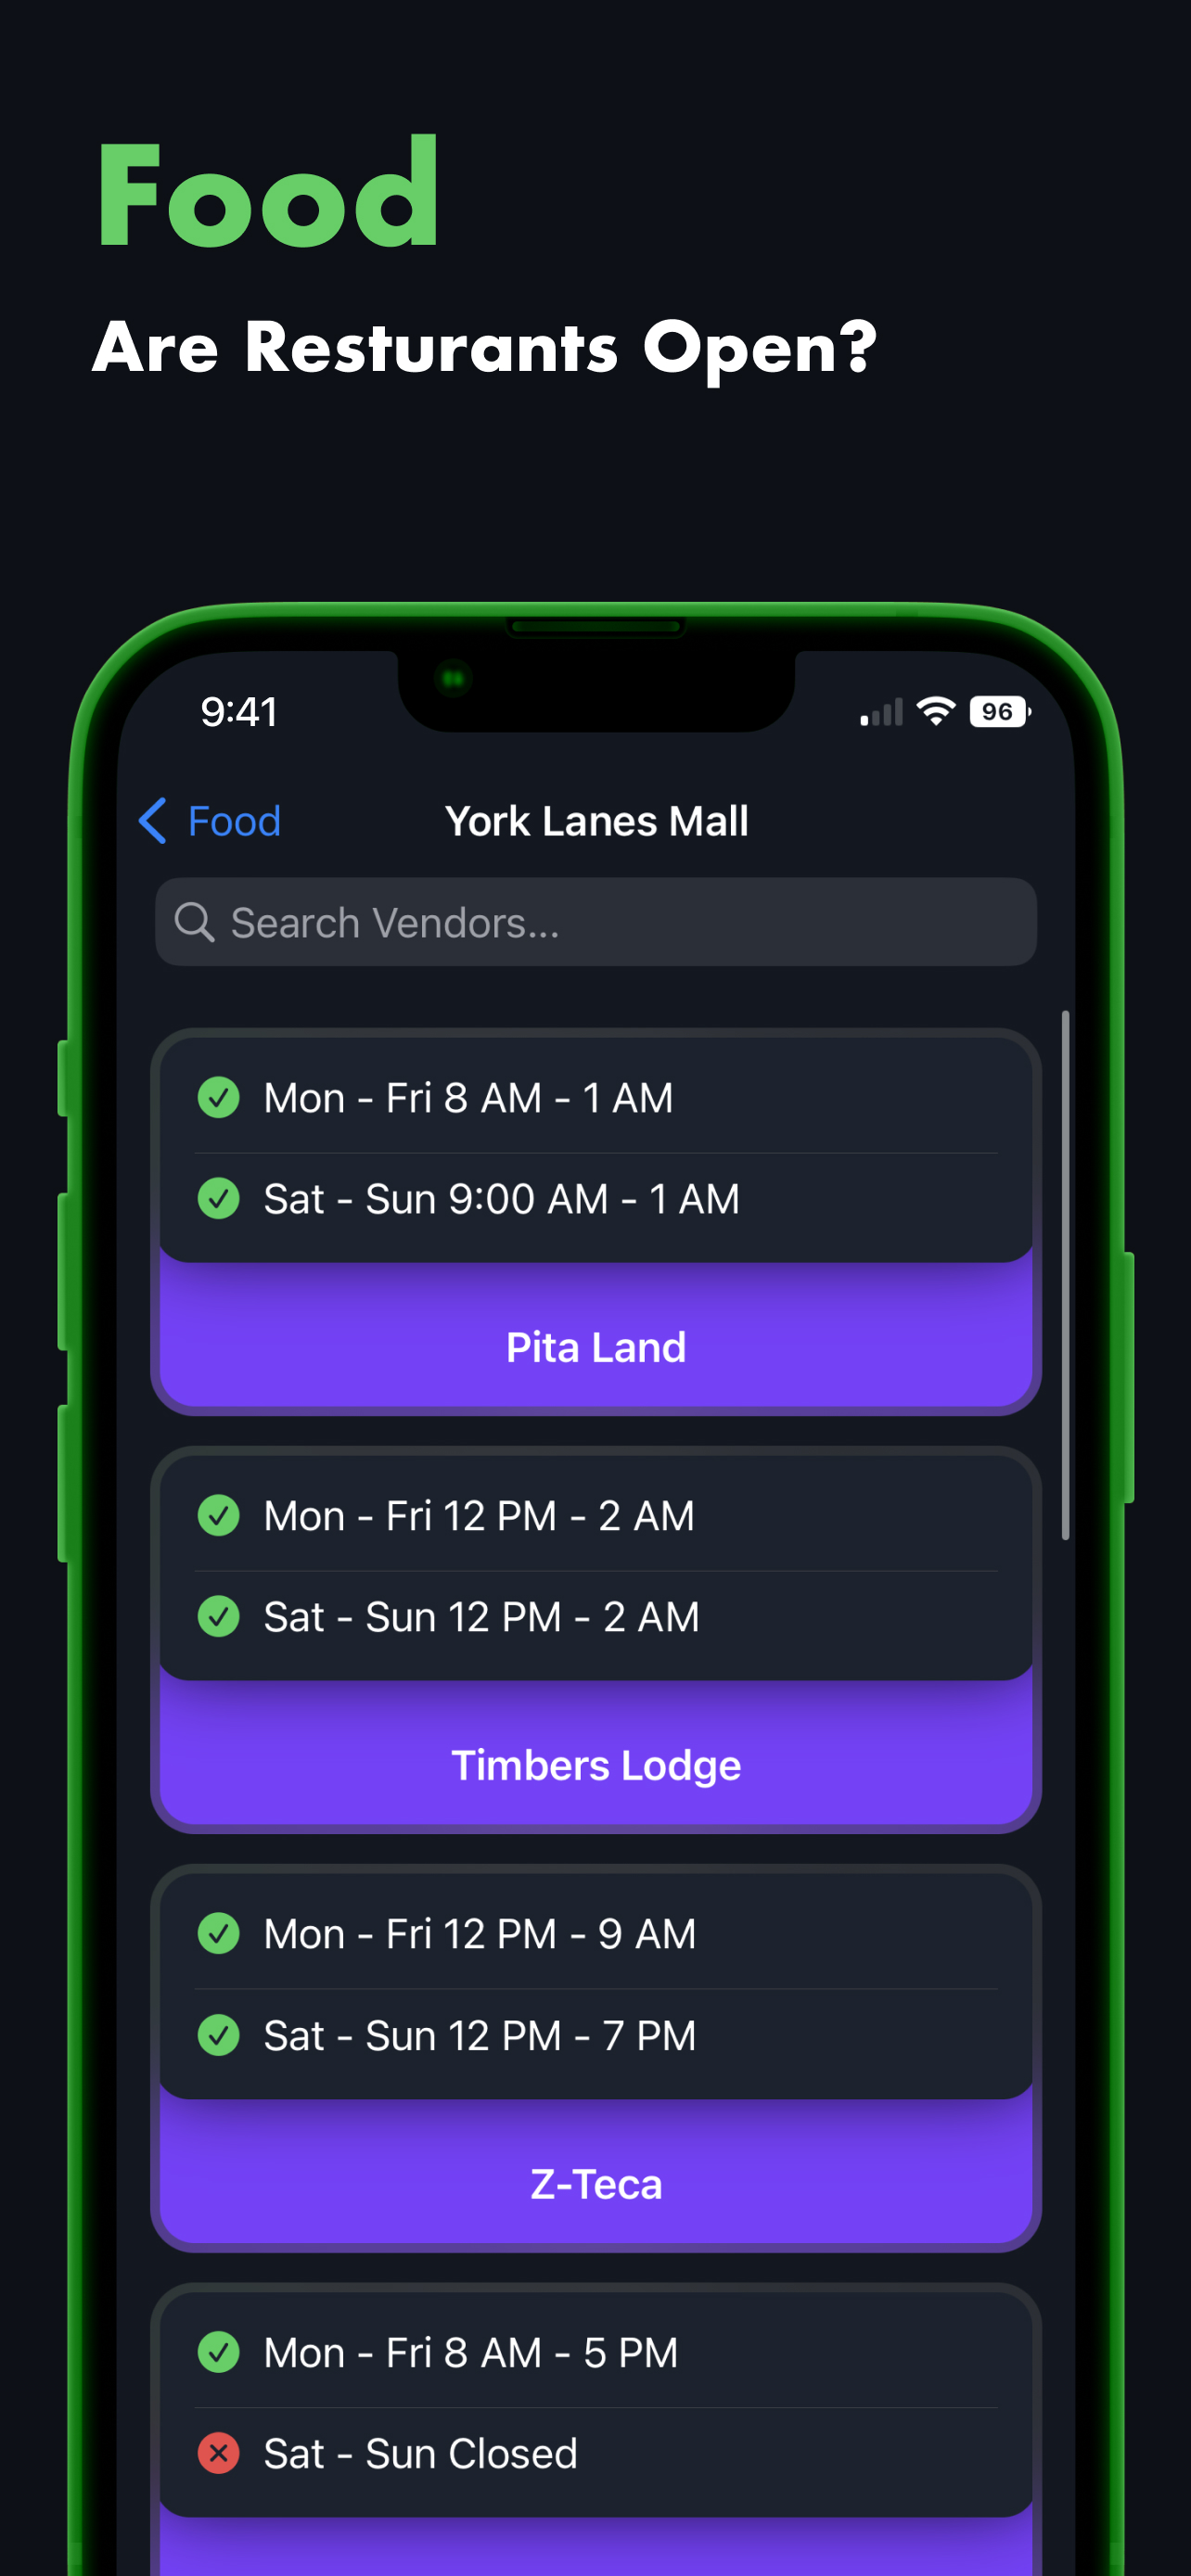 Food
Are Resturants Open?
9:41
96
Food
York Lanes Mall
Search Vendors...
Mon - Fri 8 AM - 1 AM
Sat - Sun 9:00 AM - 1 AM
Pita Land
Mon - Fri 12 PM - 2 AM
Sat - Sun 12 PM - 2 AM
Timbers Lodge
Mon - Fri 12 PM - 9 AM
Sat - Sun 12 PM - 7 PM
Z-Teca
Mon - Fri 8 AM - 5 PM
Sat - Sun Closed